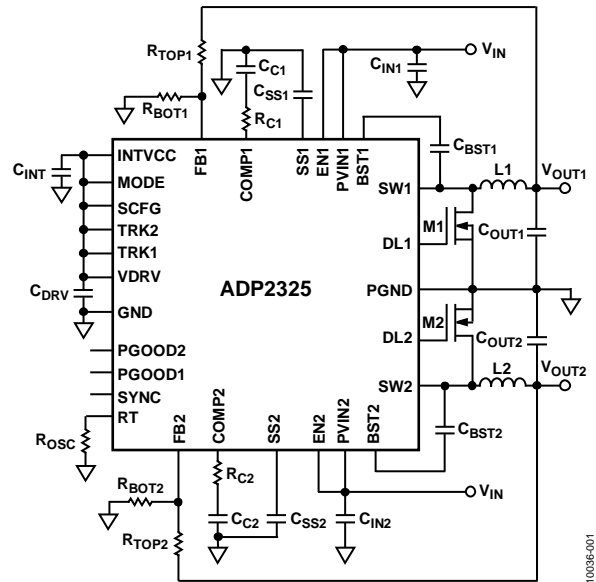 RTOP1
RBOT1
CC1
CSS1
RC1
CIN1
VIN
CINT
INTVCC
MODE
SCFG
TRK2
TRK1
VDRV
CDRV
GND
PGOOD2
PGOOD1
SYNC
RT
ROSC
FB1
COMP1
SS1
EN1
PVIN1
BST1
CBST1
SW1
L1
VOUT1
M1
COUT1
DL1
ADP2325
PGND
M2
DL2
COUT2
L2
VOUT2
SW2
CBST2
FB2
COMP2
SS2
EN2
PVIN2
BST2
RBOT2
RTOP2
RC2
CC2
CSS2
CIN2
VIN
10036-001